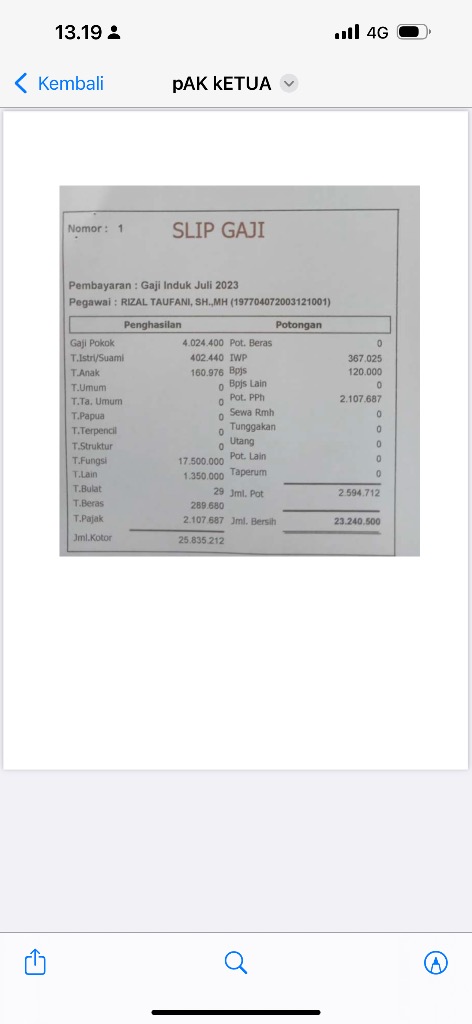 13.19
4G
Kembali
pAK kETUA
Nomor : 1
SLIP GAJI
Pembayaran : Gaji Induk Juli 2023
Pegawai : RIZAL TAUFANI, SH.,MH (197704072003121001)
Penghasilan Potongan
Gaji Pokok 4.024.400 Pot. Beras 0
T.Istri/Suami 402.440 IWP 367.025
T.Anak 160.976 Bpjs 120.000
T.Umum 0 Bpjs Lain 0
T.Ta. Umum 0 Pot. PPh 2.107.687
T.Papua 0 Sewa Rmh 0
T.Terpencil 0 Tunggakan 0
T.Struktur 0 Utang 0
T.Fungsi 17.500.000 Pot. Lain 0
T.Lain 1.350.000 Taperum 0
T.Bulat 29 Jml. Pot 2.594.712
T.Beras 289.680
T.Pajak 2.107.687 Jml. Bersih 23.240.500
Jml.Kotor 25.835.212